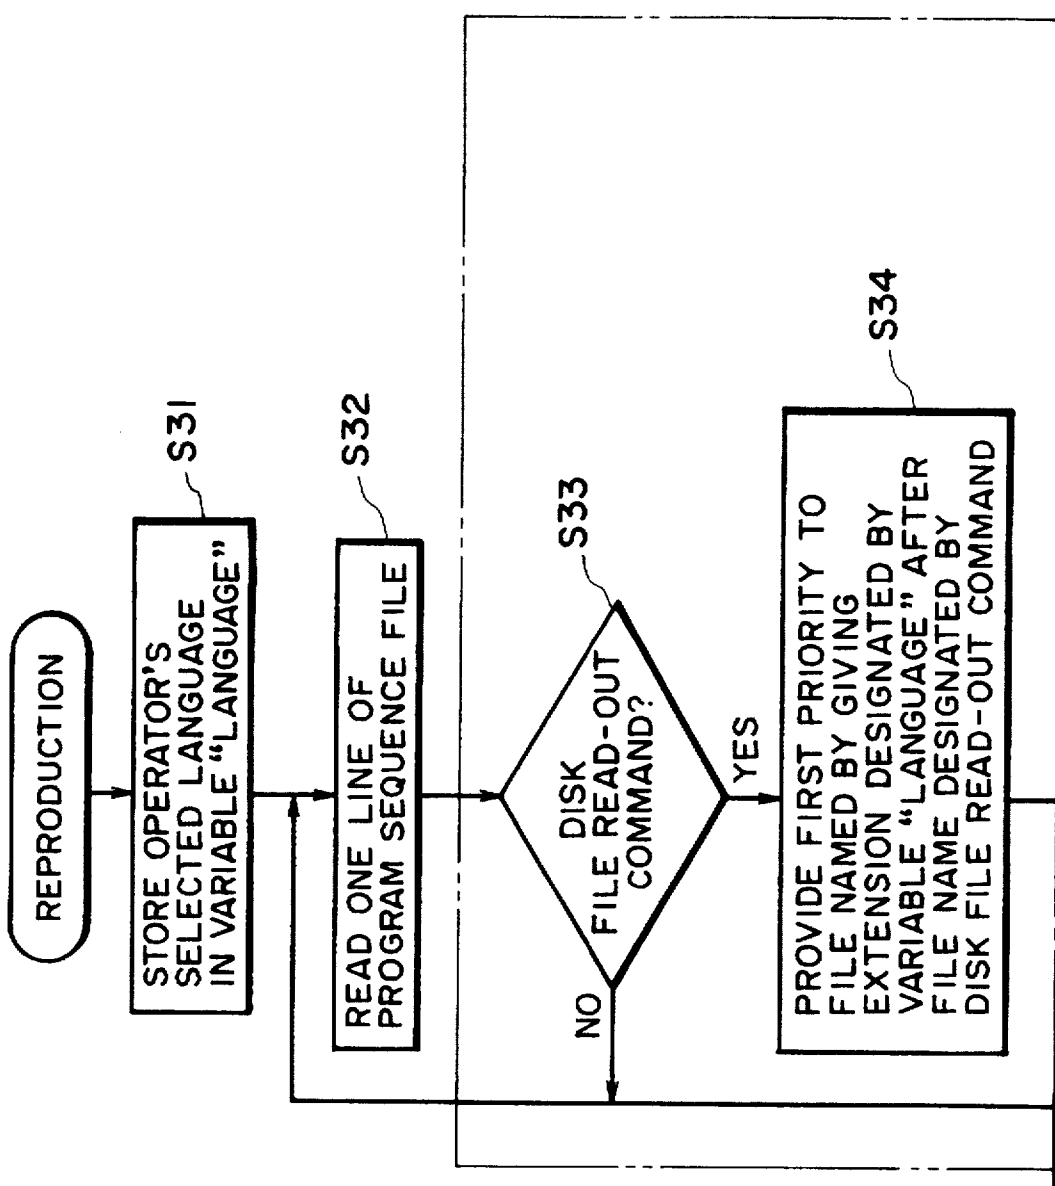 REPRODUCTION
STORE OPERATOR'S
SELECTED LANGUAGE
IN VARIABLE "LANGUAGE"
S31
READ ONE LINE OF
PROGRAM SEQUENCE FILE
S32
DISK
FILE READ-OUT
COMMAND?
S33
NO
YES
PROVIDE FIRST PRIORITY TO
FILE NAMED BY GIVING
EXTENSION DESIGNATED BY
VARIABLE "LANGUAGE" AFTER
FILE NAME DESIGNATED BY
DISK FILE READ-OUT COMMAND
S34